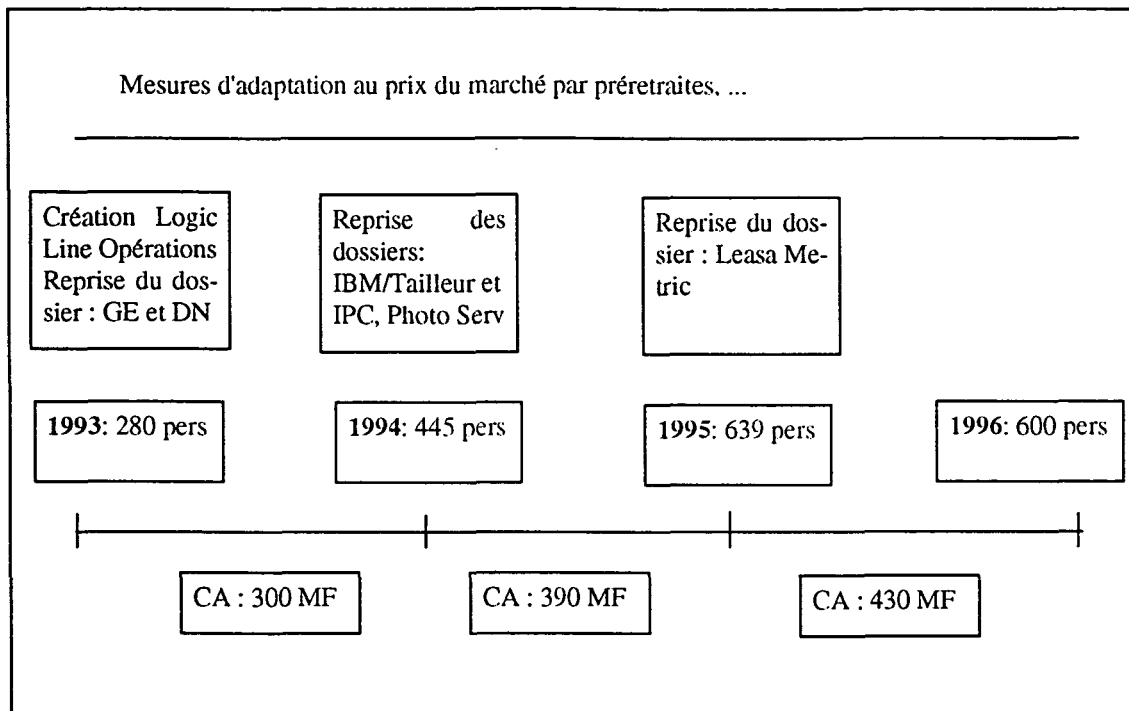 Mesures d'adaptation au prix du marché par préretraites, ...
Création Logic
Line Opérations
Reprise du dos-
sier : GE et DN
Reprise des
dossiers:
IBM/Tailleur et
IPC, Photo Serv
Reprise du dos-
sier : Leasa Me-
tric
1993: 280 pers
1994: 445 pers
1995: 639 pers
1996: 600 pers
CA : 300 MF
CA : 390 MF
CA : 430 MF